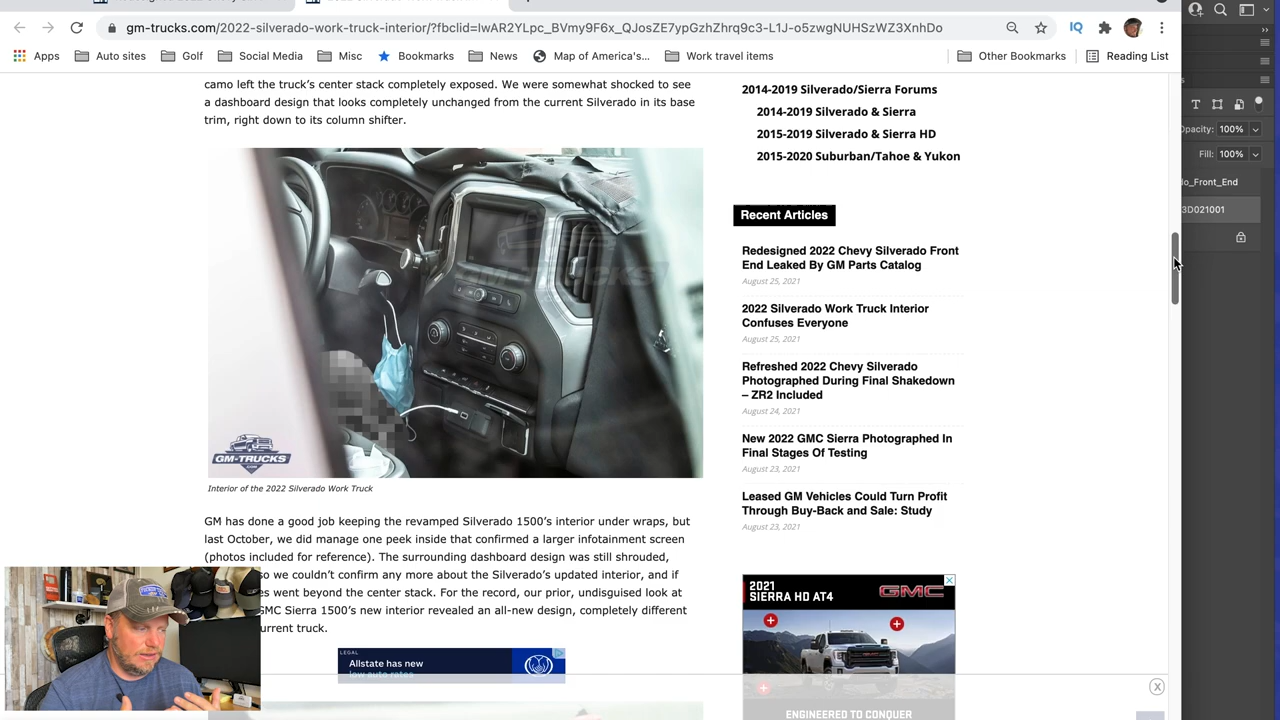 gm-trucks.com/2022-silverado-work-truck-interior/?fbclid=IwAR2YLpc_BVmy9F6x_QJosZE7ypGzhZhrq9c3-L1J-o5zwgNUHSzWZ3XnhDo
Apps
Auto sites
Golf
Social Media
Misc
Bookmarks
News
Map of America's...
Work travel items
Other Bookmarks
Reading List
camo left the truck's center stack completely exposed. We were somewhat shocked to see
a dashboard design that looks completely unchanged from the current Silverado in its base
trim, right down to its column shifter.
GM-TRUCKS
GM-TRUCKS
.COM
Interior of the 2022 Silverado Work Truck
GM has done a good job keeping the revamped Silverado 1500's interior under wraps, but
last October, we did manage one peek inside that confirmed a larger infotainment screen
(photos included for reference). The surrounding dashboard design was still shrouded,
so we couldn't confirm any more about the Silverado's updated interior, and if
es went beyond the center stack. For the record, our prior, undisguised look at
GMC Sierra 1500's new interior revealed an all-new design, completely different
urrent truck.
LEGAL
Allstate has new
low auto rates
2014-2019 Silverado/Sierra Forums
2014-2019 Silverado & Sierra
2015-2019 Silverado & Sierra HD
2015-2020 Suburban/Tahoe & Yukon
Recent Articles
Redesigned 2022 Chevy Silverado Front
End Leaked By GM Parts Catalog
August 25, 2021
2022 Silverado Work Truck Interior
Confuses Everyone
August 25, 2021
Refreshed 2022 Chevy Silverado
Photographed During Final Shakedown
– ZR2 Included
August 24, 2021
New 2022 GMC Sierra Photographed In
Final Stages Of Testing
August 23, 2021
Leased GM Vehicles Could Turn Profit
Through Buy-Back and Sale: Study
August 23, 2021
2021
SIERRA HD AT4
GMC
ENGINEERED TO CONQUER
Opacity: 100%
Fill: 100%
lo_Front_End
3D021001